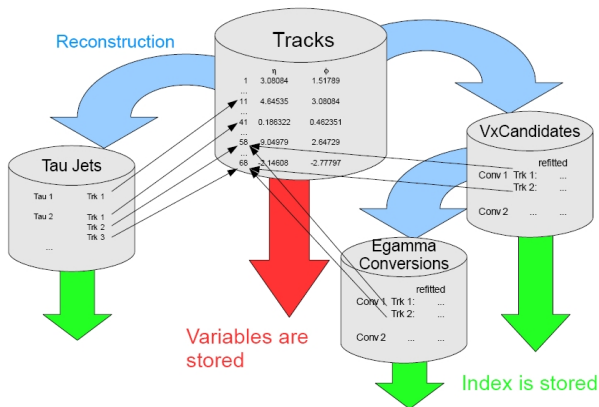 Reconstruction
Tracks
η ϕ
1 3.08084 1.51789
...
11 4.64535 3.08084
...
41 0.186322 0.462351
...
58 -9.04979 2.64729
...
68 -2.14608 -2.77797
Tau Jets
Tau 1 Trk 1
Tau 2 Trk 1
Trk 2
Trk 3
...
VxCandidates
refitted
Conv 1 Trk 1: ...
Trk 2: ...
Conv 2 ... ...
Egamma
Conversions
refitted
Conv 1 Trk 1: ...
Trk 2: ...
Conv 2 ... ...
Variables are
stored
Index is stored